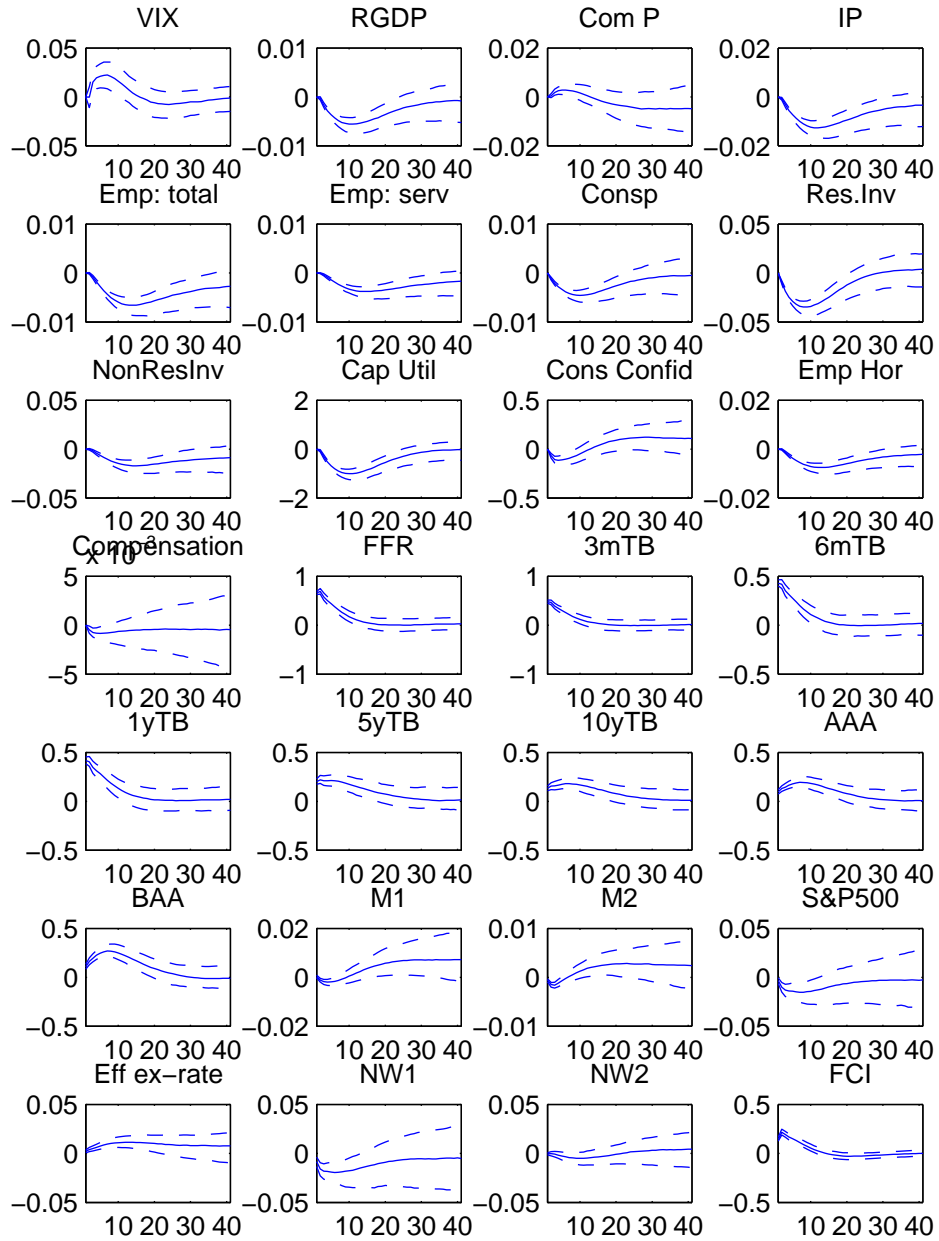 VIX RGDP Com P IP
0.05 0.01 0.02 0.02
0 0 0 0
−0.05 −0.01 −0.02 −0.02
10 20 30 40 10 20 30 40 10 20 30 40 10 20 30 40
Emp: total Emp: serv Consp Res.Inv
0.01 0.01 0.01 0.05
0 0 0 0
−0.01 −0.01 −0.01 −0.05
10 20 30 40 10 20 30 40 10 20 30 40 10 20 30 40
NonResInv Cap Util Cons Confid Emp Hor
0.05 2 0.5 0.02
0 0 0 0
−0.05 −2 −0.5 −0.02
10 20 30 40 10 20 30 40 10 20 30 40 10 20 30 40
Compensation FFR 3mTB 6mTB
x 10−3
5 1 1 0.5
0 0 0 0
−5 −1 −1 −0.5
10 20 30 40 10 20 30 40 10 20 30 40 10 20 30 40
1yTB 5yTB 10yTB AAA
0.5 0.5 0.5 0.5
0 0 0 0
−0.5 −0.5 −0.5 −0.5
10 20 30 40 10 20 30 40 10 20 30 40 10 20 30 40
BAA M1 M2 S&P500
0.5 0.02 0.01 0.05
0 0 0 0
−0.5 −0.02 −0.01 −0.05
10 20 30 40 10 20 30 40 10 20 30 40 10 20 30 40
Eff ex−rate NW1 NW2 FCI
0.05 0.05 0.05 0.5
0 0 0 0
−0.05 −0.05 −0.05 −0.5
10 20 30 40 10 20 30 40 10 20 30 40 10 20 30 40